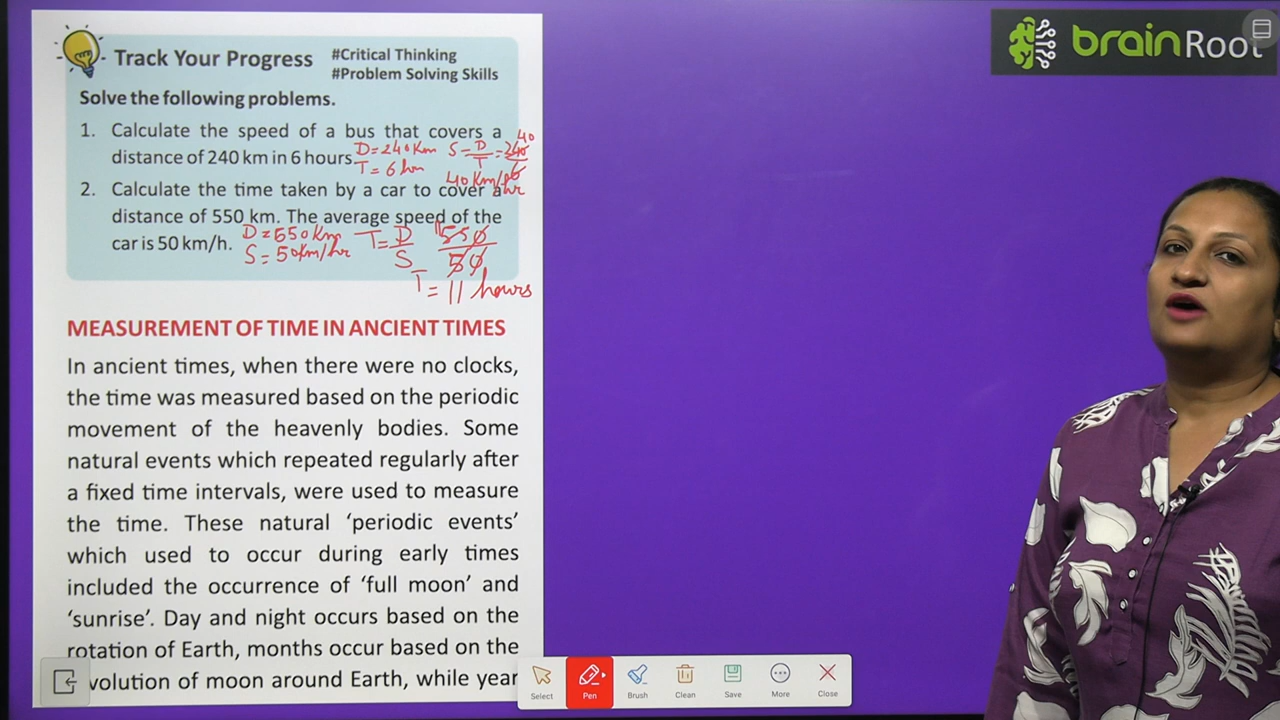 Track Your Progress #Critical Thinking
#Problem Solving Skills
Solve the following problems.
1. Calculate the speed of a bus that covers a
distance of 240 km in 6 hours.
D=240Km S=D/T=240/6 40
T=6hr
40Km/hr
2. Calculate the time taken by a car to cover a
distance of 550 km. The average speed of the
car is 50 km/h.
D=550Km T=D/S 550/50 11
S=50Km/hr
T=11 hours
MEASUREMENT OF TIME IN ANCIENT TIMES
In ancient times, when there were no clocks,
the time was measured based on the periodic
movement of the heavenly bodies. Some
natural events which repeated regularly after
a fixed time intervals, were used to measure
the time. These natural ‘periodic events’
which used to occur during early times
included the occurrence of ‘full moon’ and
‘sunrise’. Day and night occurs based on the
rotation of Earth, months occur based on the
volution of moon around Earth, while year
brainRoot
Select Pen Brush Clean Save More Close